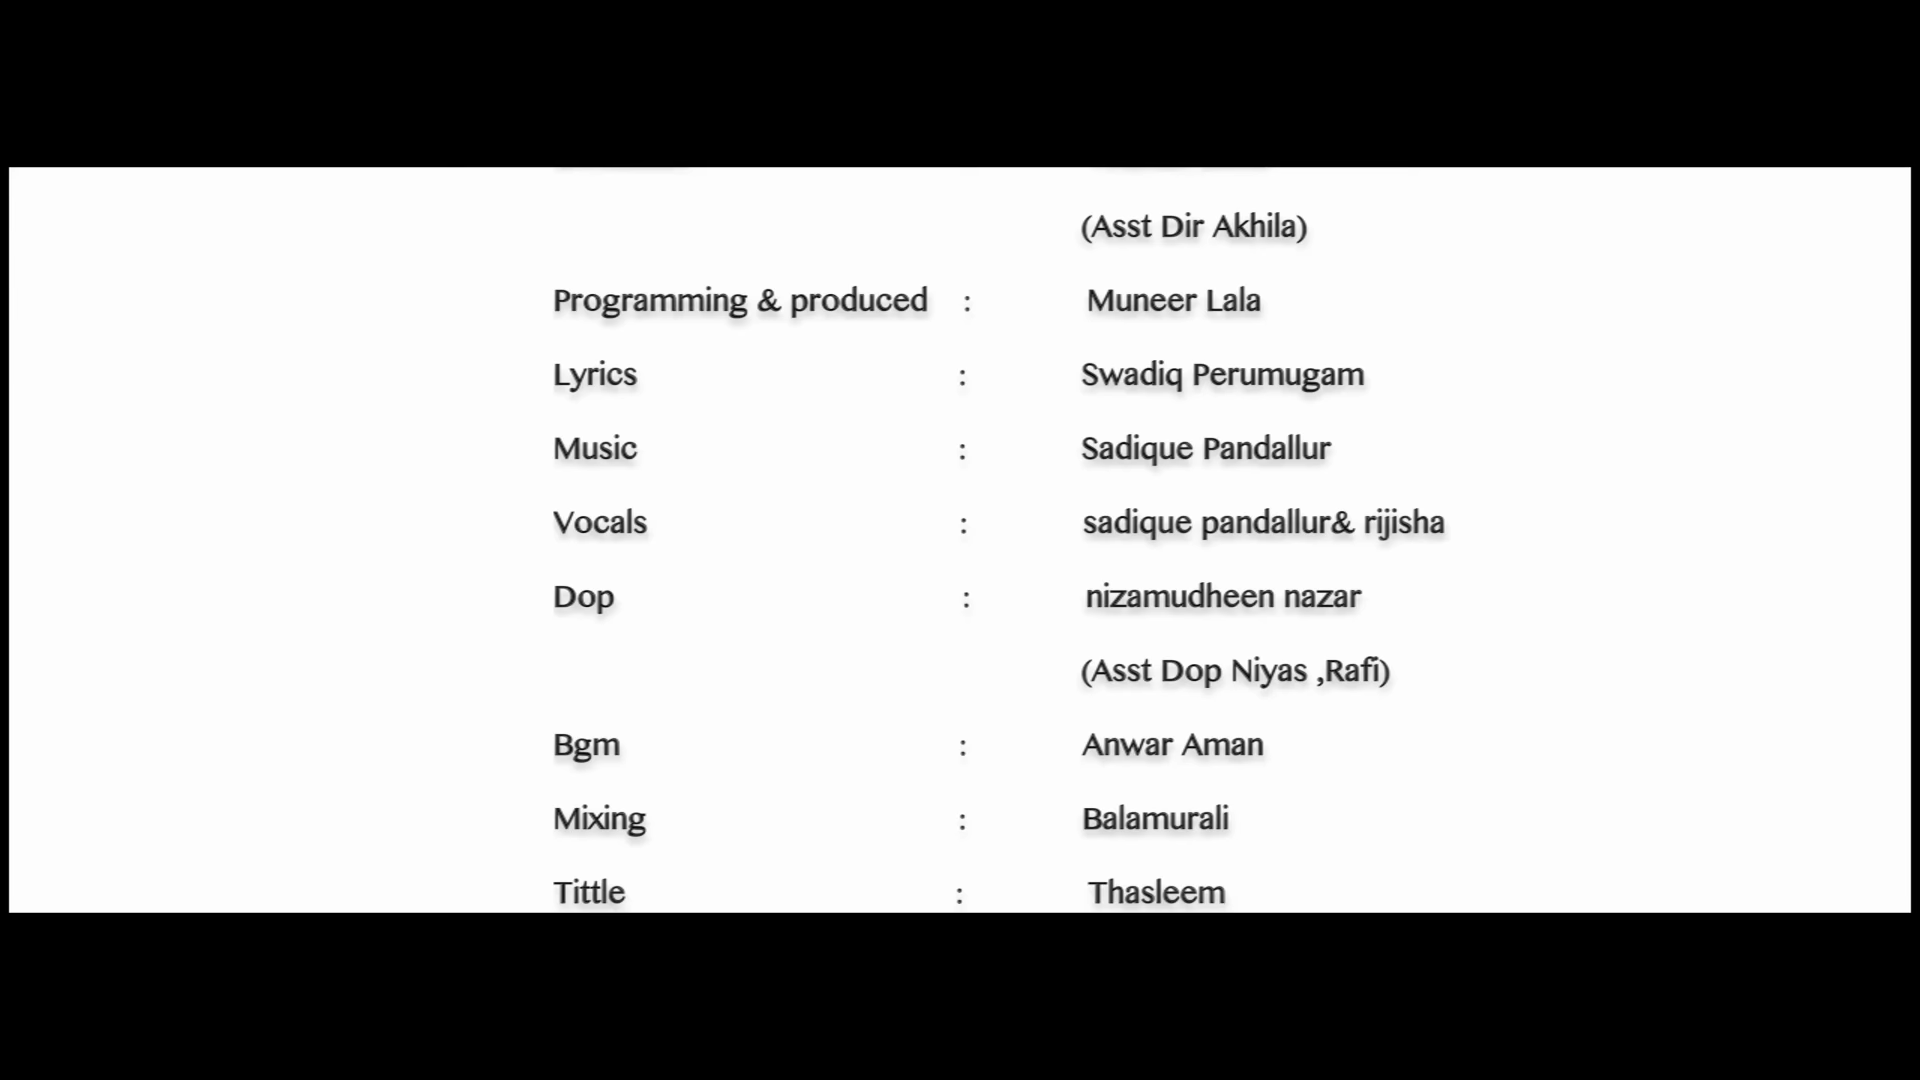 (Asst Dir Akhila)
Programming & produced : Muneer Lala
Lyrics : Swadiq Perumugam
Music : Sadique Pandallur
Vocals : sadique pandallur& rijisha
Dop : nizamudheen nazar
(Asst Dop Niyas ,Rafi)
Bgm : Anwar Aman
Mixing : Balamurali
Tittle : Thasleem